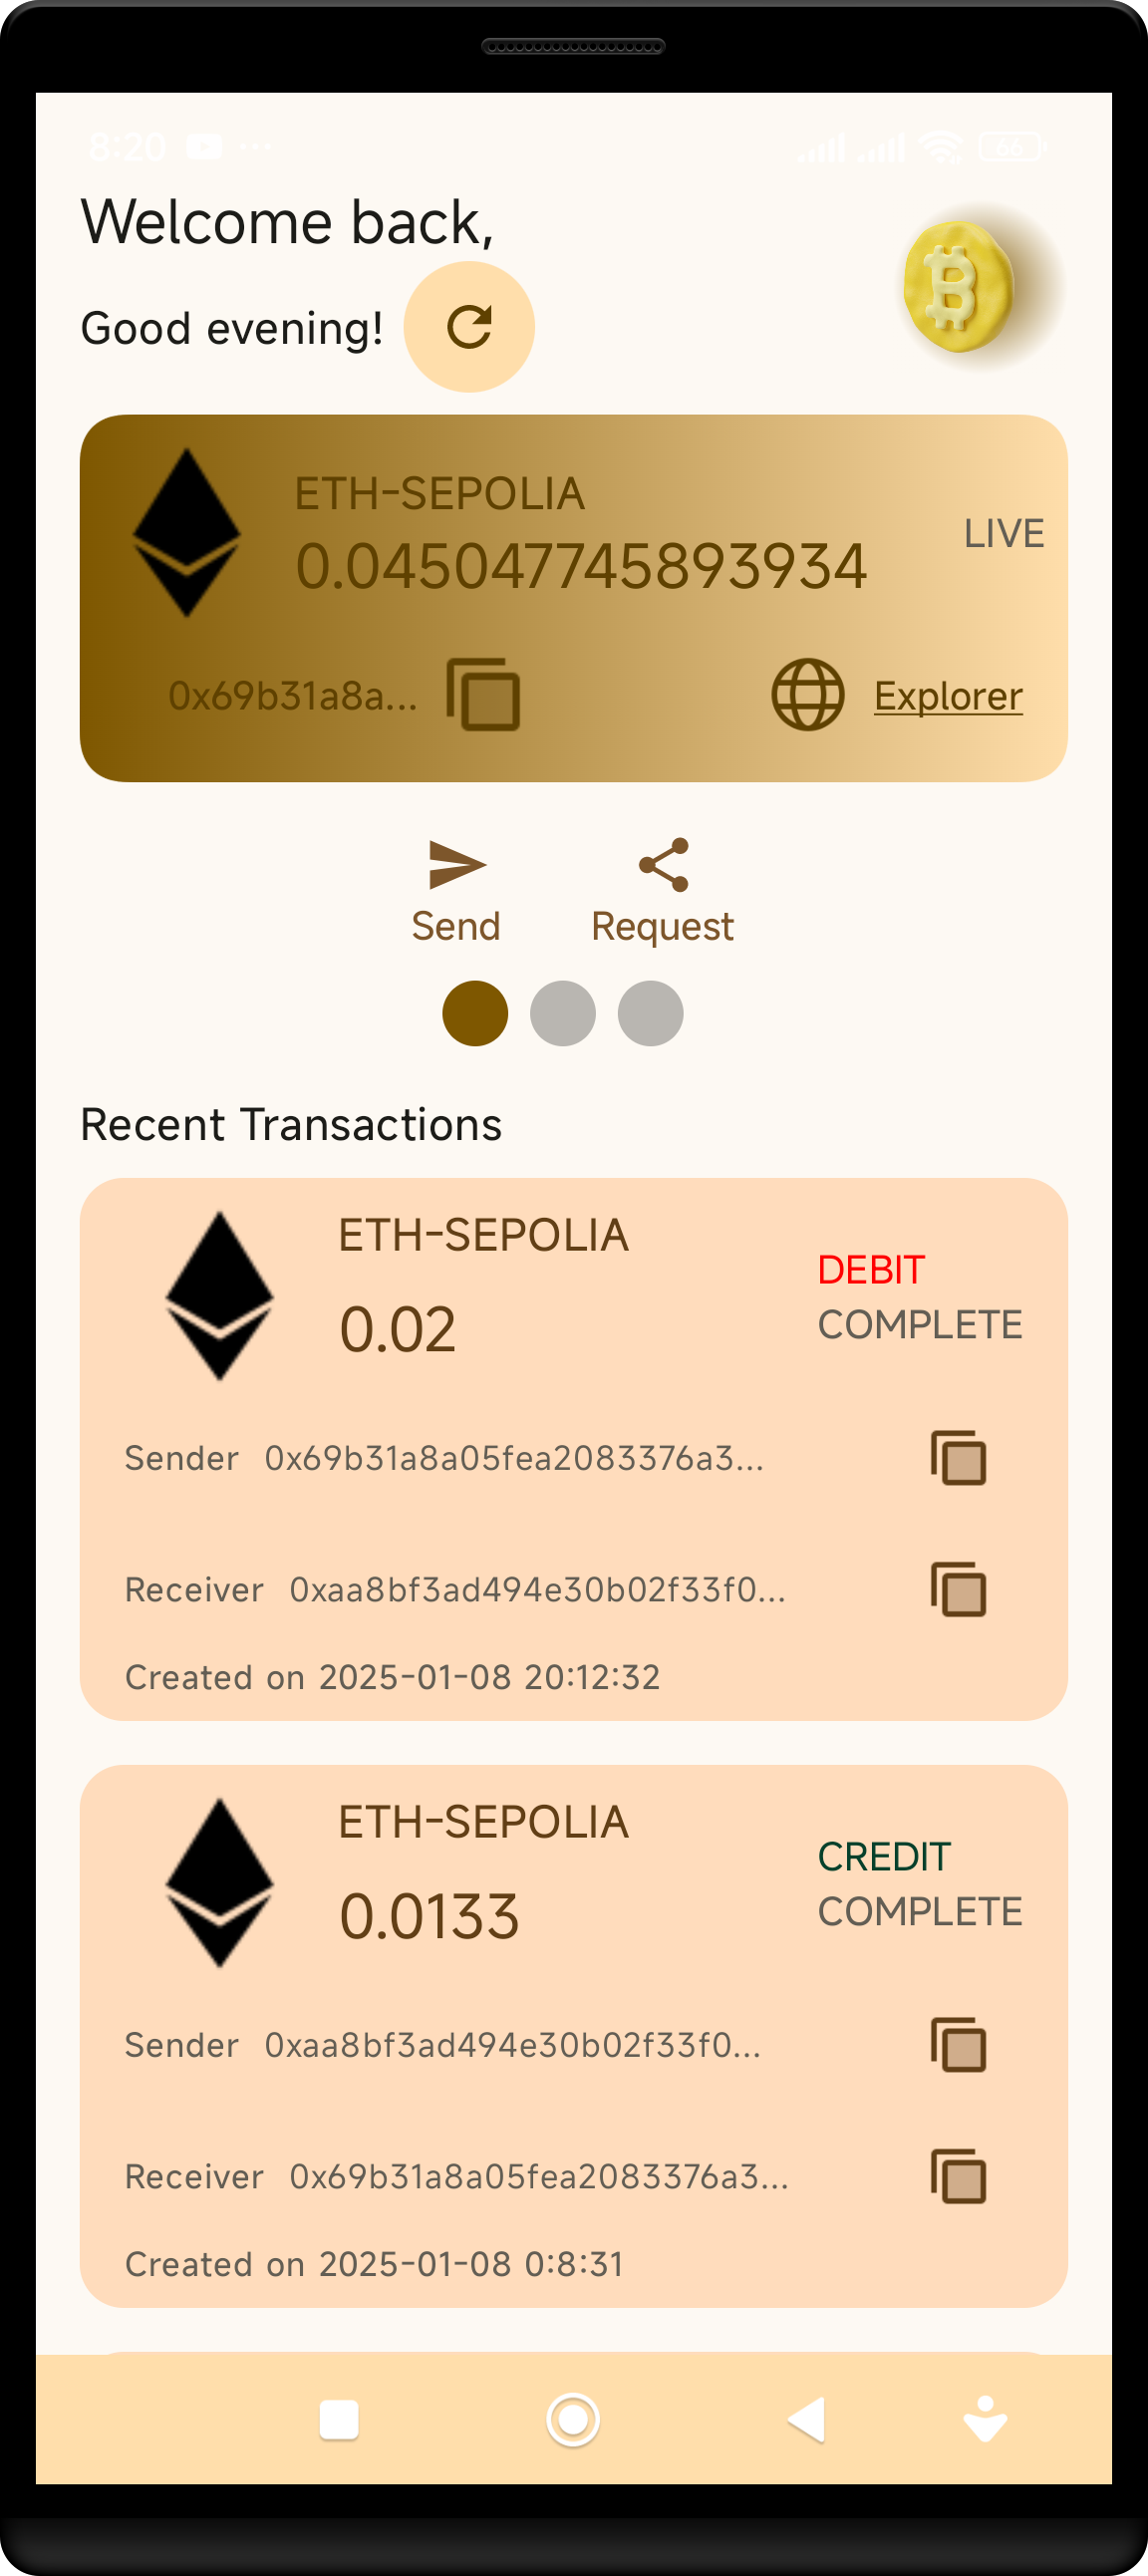 8:20 66
Welcome back,
Good evening!
ETH-SEPOLIA
0.045047745893934
LIVE
0x69b31a8a...
Explorer
Send Request
Recent Transactions
ETH-SEPOLIA
0.02
DEBIT
COMPLETE
Sender 0x69b31a8a05fea2083376a3...
Receiver 0xaa8bf3ad494e30b02f33f0...
Created on 2025-01-08 20:12:32
ETH-SEPOLIA
0.0133
CREDIT
COMPLETE
Sender 0xaa8bf3ad494e30b02f33f0...
Receiver 0x69b31a8a05fea2083376a3...
Created on 2025-01-08 0:8:31